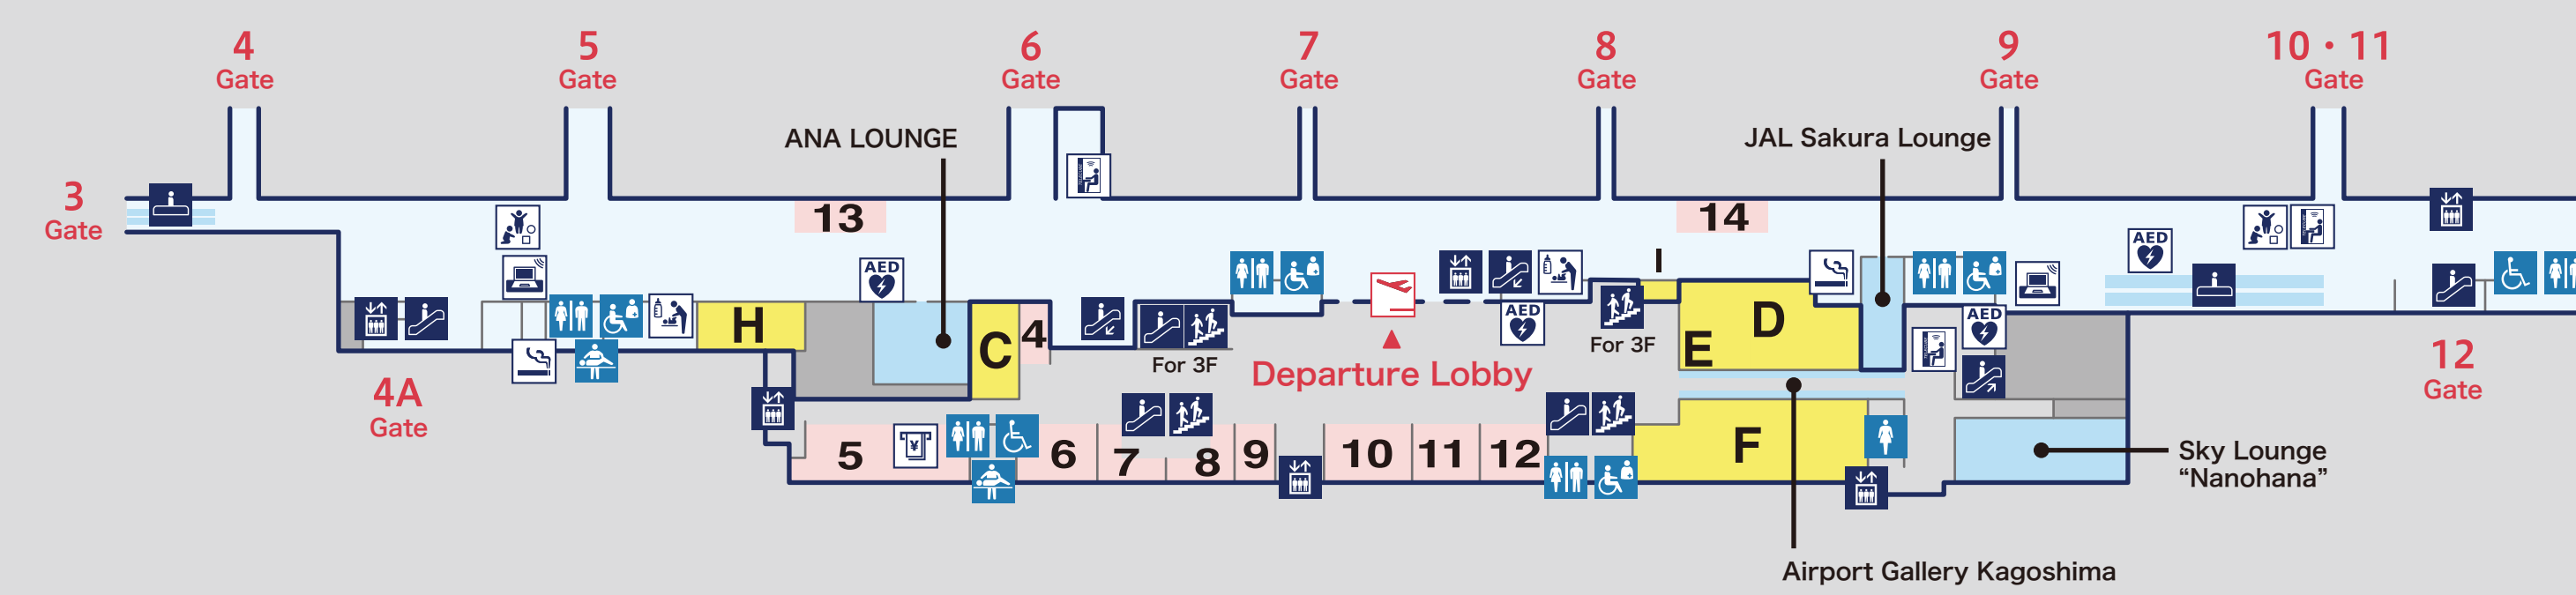 4
Gate
5
Gate
6
Gate
7
Gate
8
Gate
9
Gate
10・11
Gate
ANA LOUNGE
JAL Sakura Lounge
3
Gate
13
14
AED
AED
I
H
C
4
For 3F
AED
For 3F
E
D
AED
Departure Lobby
4A
Gate
12
Gate
5
¥
6
7
8
9
10
11
12
F
Sky Lounge
“Nanohana”
Airport Gallery Kagoshima